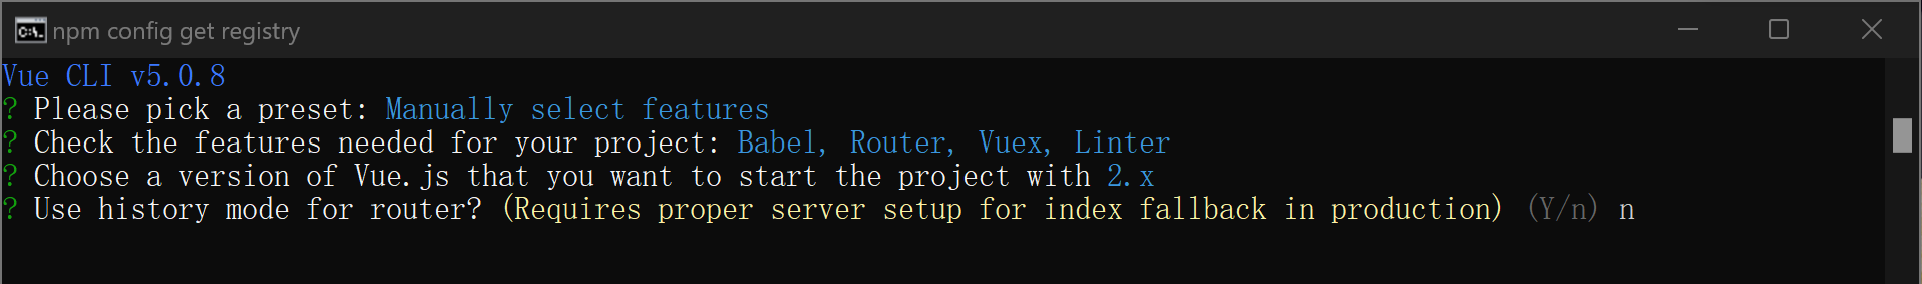 npm config get registry
Vue CLI v5.0.8
? Please pick a preset: Manually select features
? Check the features needed for your project: Babel, Router, Vuex, Linter
? Choose a version of Vue.js that you want to start the project with 2.x
? Use history mode for router? (Requires proper server setup for index fallback in production) (Y/n) n